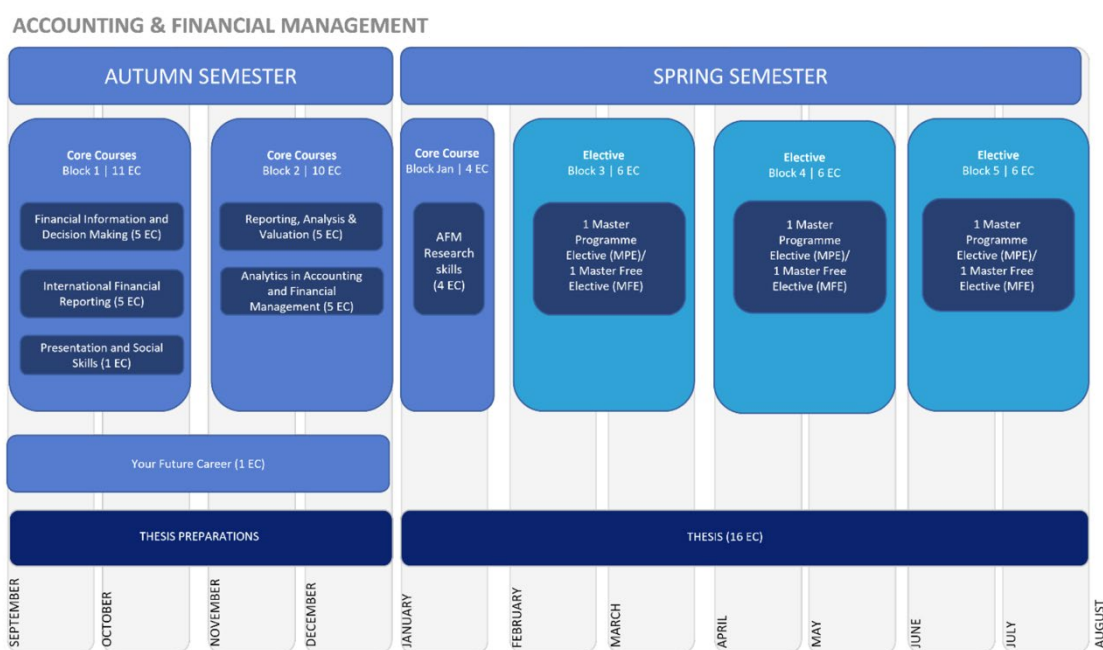 ACCOUNTING & FINANCIAL MANAGEMENT
AUTUMN SEMESTER
SPRING SEMESTER
Core Courses
Block 1 | 11 EC
Financial Information and
Decision Making (5 EC)
International Financial
Reporting (5 EC)
Presentation and Social
Skills (1 EC)
Core Courses
Block 2 | 10 EC
Reporting, Analysis &
Valuation (5 EC)
Analytics in Accounting
and Financial
Management (5 EC)
Core Course
Block Jan | 4 EC
AFM
Research
skills
(4 EC)
Elective
Block 3 | 6 EC
1 Master
Programme
Elective (MPE)/
1 Master Free
Elective (MFE)
Elective
Block 4 | 6 EC
1 Master
Programme
Elective (MPE)/
1 Master Free
Elective (MFE)
Elective
Block 5 | 6 EC
1 Master
Programme
Elective (MPE)/
1 Master Free
Elective (MFE)
Your Future Career (1 EC)
THESIS PREPARATIONS
THESIS (16 EC)
SEPTEMBER
OCTOBER
NOVEMBER
DECEMBER
JANUARY
FEBRUARY
MARCH
APRIL
MAY
JUNE
JULY
AUGUST